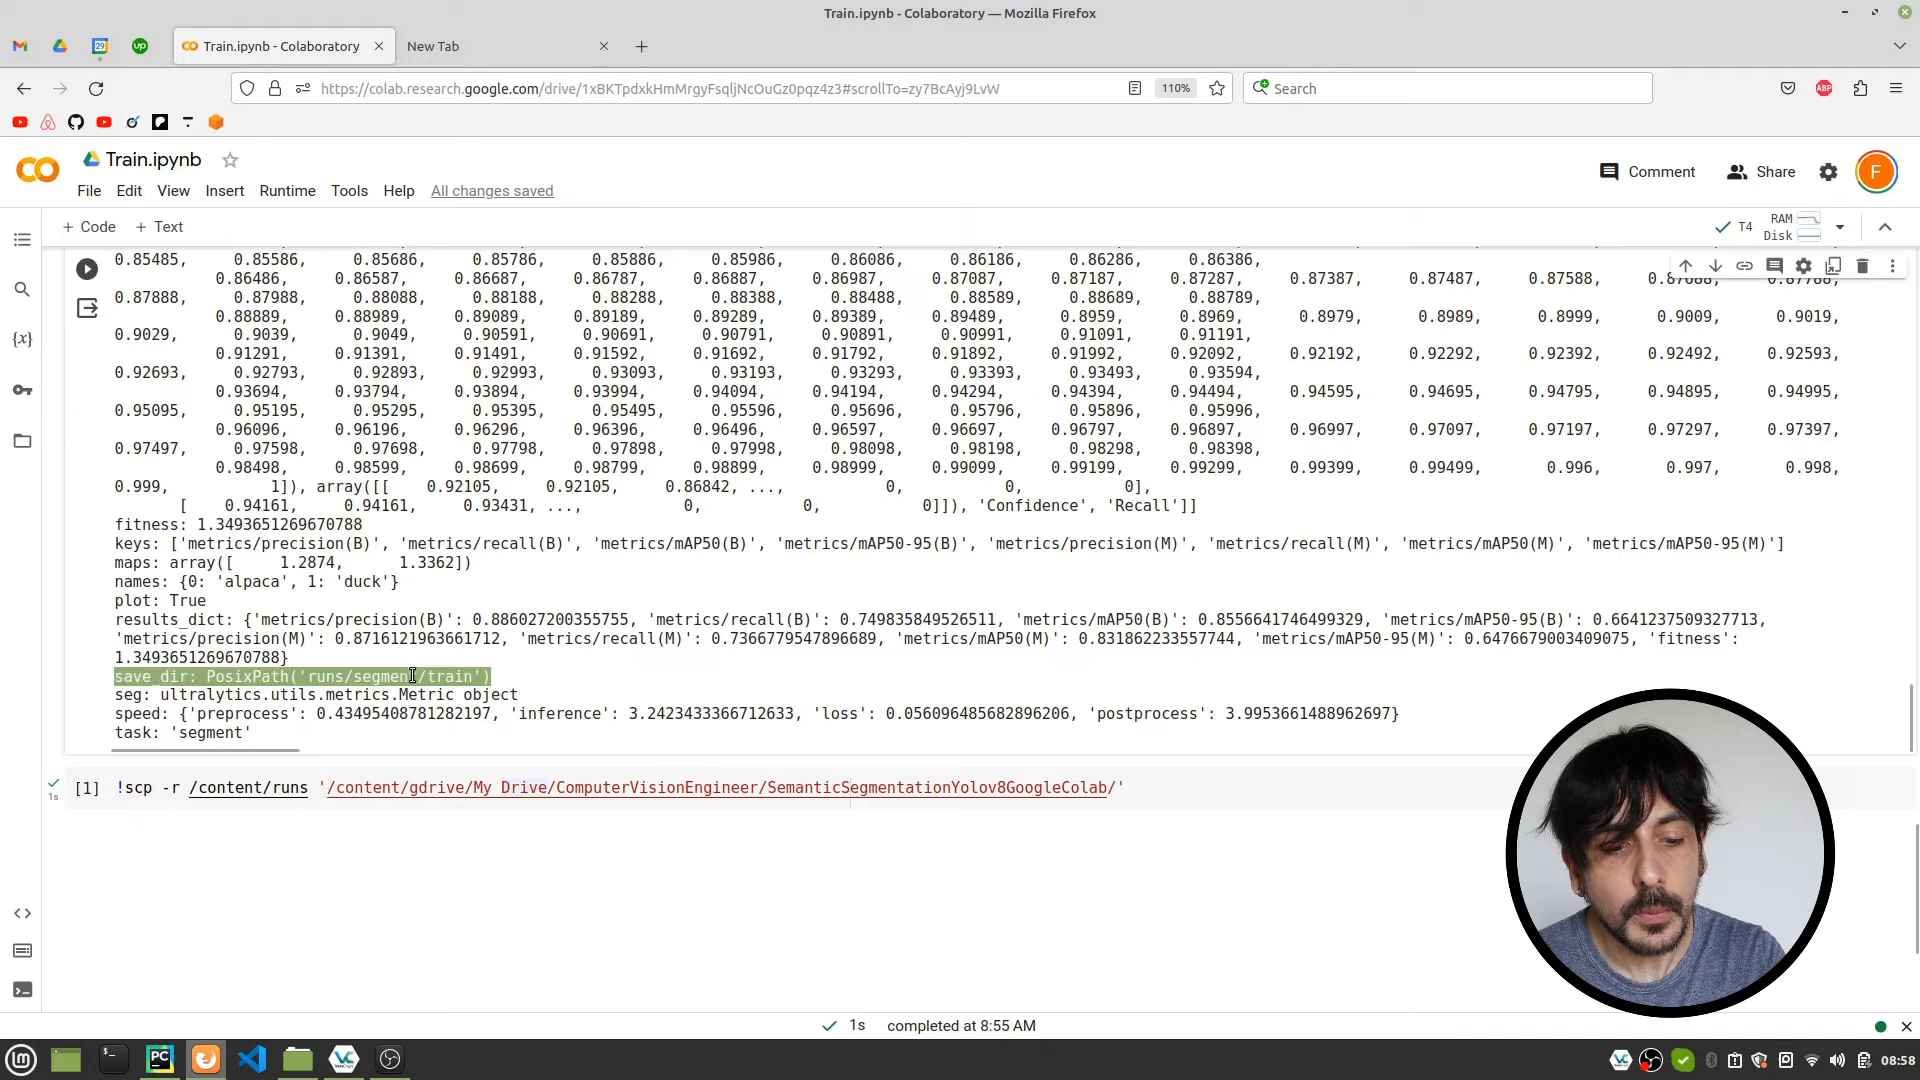 Train.ipynb - Colaboratory — Mozilla Firefox
Train.ipynb - Colaboratory
New Tab
https://colab.research.google.com/drive/1xBKTpdxkHmMrgyFsqljNcOuGz0pqz4z3#scrollTo=zy7BcAyj9LvW
110%
Search
Train.ipynb
Comment
Share
F
File Edit View Insert Runtime Tools Help All changes saved
+ Code + Text
T4
RAM
Disk
0.85485, 0.85586, 0.85686, 0.85786, 0.85886, 0.85986, 0.86086, 0.86186, 0.86286, 0.86386,
0.86486, 0.86587, 0.86687, 0.86787, 0.86887, 0.86987, 0.87087, 0.87187, 0.87287, 0.87387, 0.87487, 0.87588,
0.87888, 0.87988, 0.88088, 0.88188, 0.88288, 0.88388, 0.88488, 0.88589, 0.88689, 0.88789,
0.88889, 0.88989, 0.89089, 0.89189, 0.89289, 0.89389, 0.89489, 0.8959, 0.8969, 0.8979, 0.8989, 0.8999, 0.9009, 0.9019,
0.9029, 0.9039, 0.9049, 0.90591, 0.90691, 0.90791, 0.90891, 0.90991, 0.91091, 0.91191,
0.91291, 0.91391, 0.91491, 0.91592, 0.91692, 0.91792, 0.91892, 0.91992, 0.92092, 0.92192, 0.92292, 0.92392, 0.92492, 0.92593,
0.92693, 0.92793, 0.92893, 0.92993, 0.93093, 0.93193, 0.93293, 0.93393, 0.93493, 0.93594,
0.93694, 0.93794, 0.93894, 0.93994, 0.94094, 0.94194, 0.94294, 0.94394, 0.94494, 0.94595, 0.94695, 0.94795, 0.94895, 0.94995,
0.95095, 0.95195, 0.95295, 0.95395, 0.95495, 0.95596, 0.95696, 0.95796, 0.95896, 0.95996,
0.96096, 0.96196, 0.96296, 0.96396, 0.96496, 0.96597, 0.96697, 0.96797, 0.96897, 0.96997, 0.97097, 0.97197, 0.97297, 0.97397,
0.97497, 0.97598, 0.97698, 0.97798, 0.97898, 0.97998, 0.98098, 0.98198, 0.98298, 0.98398,
0.98498, 0.98599, 0.98699, 0.98799, 0.98899, 0.98999, 0.99099, 0.99199, 0.99299, 0.99399, 0.99499, 0.996, 0.997, 0.998,
0.999, 1]), array([[ 0.92105, 0.92105, 0.86842, ..., 0, 0, 0],
[ 0.94161, 0.94161, 0.93431, ..., 0, 0, 0]]), 'Confidence', 'Recall']]
fitness: 1.3493651269670788
keys: ['metrics/precision(B)', 'metrics/recall(B)', 'metrics/mAP50(B)', 'metrics/mAP50-95(B)', 'metrics/precision(M)', 'metrics/recall(M)', 'metrics/mAP50(M)', 'metrics/mAP50-95(M)']
maps: array([ 1.2874, 1.3362])
names: {0: 'alpaca', 1: 'duck'}
plot: True
results_dict: {'metrics/precision(B)': 0.886027200355755, 'metrics/recall(B)': 0.749835849526511, 'metrics/mAP50(B)': 0.8556641746499329, 'metrics/mAP50-95(B)': 0.6641237509327713,
'metrics/precision(M)': 0.8716121963661712, 'metrics/recall(M)': 0.7366779547896689, 'metrics/mAP50(M)': 0.831862233557744, 'metrics/mAP50-95(M)': 0.6476679003409075, 'fitness':
1.3493651269670788}
save_dir: PosixPath('runs/segment/train')
seg: ultralytics.utils.metrics.Metric object
speed: {'preprocess': 0.43495408781282197, 'inference': 3.2423433366712633, 'loss': 0.056096485682896206, 'postprocess': 3.9953661488962697}
task: 'segment'
1s
[1] !scp -r /content/runs '/content/gdrive/My Drive/ComputerVisionEngineer/SemanticSegmentationYolov8GoogleColab/'
1s completed at 8:55 AM
08:58